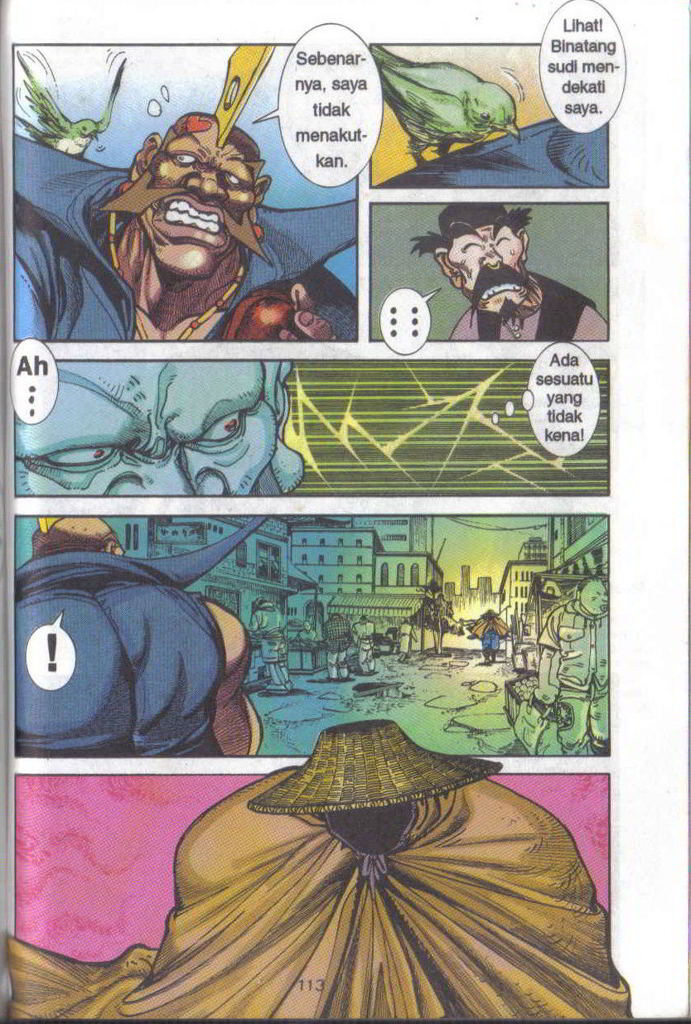 Sebenar-
nya, saya
tidak
menakut-
kan.
Lihat!
Binatang
sudi men-
dekati
saya.
Ah
Ada
sesuatu
yang
tidak
kena!
!
113